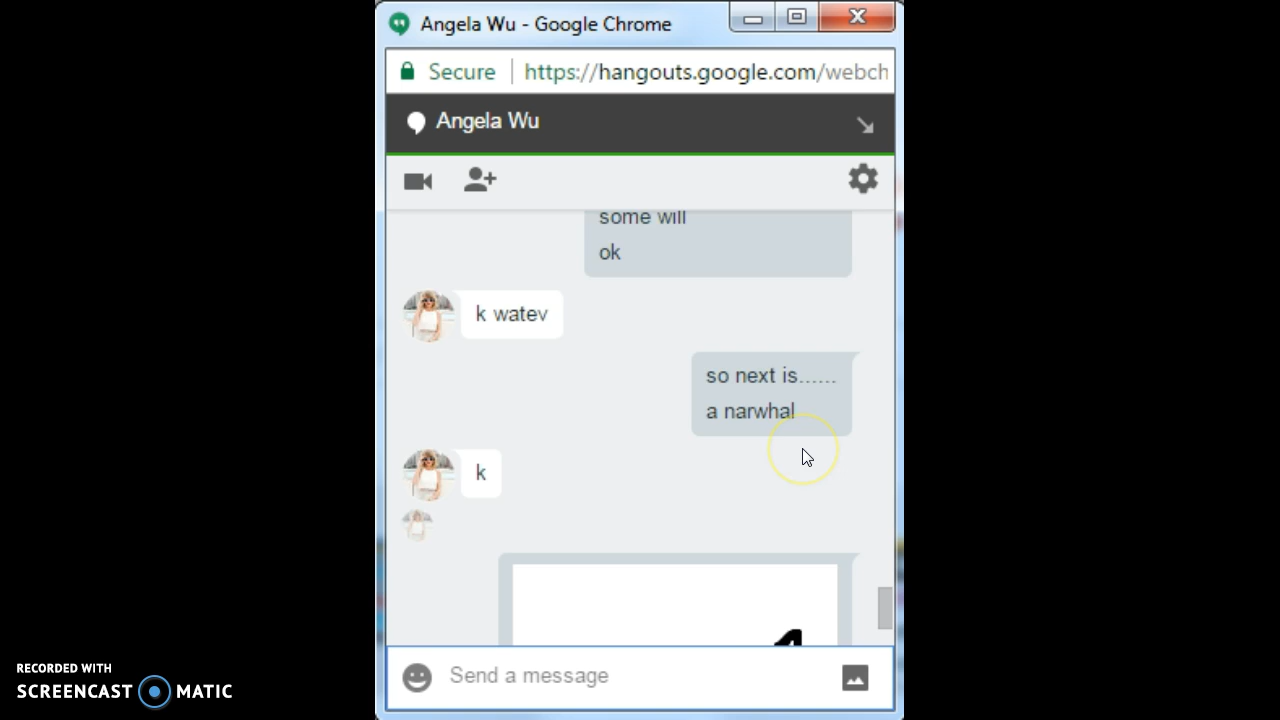 Angela Wu - Google Chrome
Secure
https://hangouts.google.com/webch
Angela Wu
some will
ok
k watev
so next is......
a narwhal
k
Send a message
RECORDED WITH
SCREENCAST MATIC